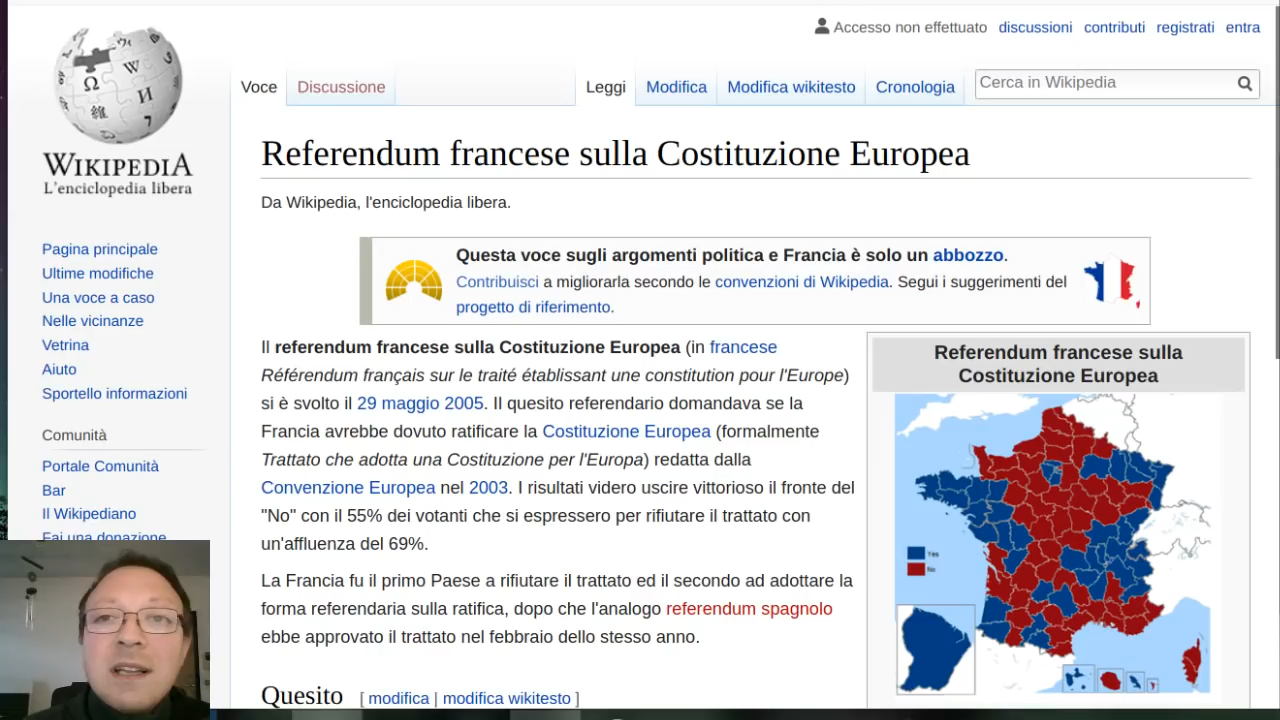 Accesso non effettuato discussioni contributi registrati entra
Voce Discussione Leggi Modifica Modifica wikitesto Cronologia Cerca in Wikipedia
WIKIPEDIA
L'enciclopedia libera
Pagina principale
Ultime modifiche
Una voce a caso
Nelle vicinanze
Vetrina
Aiuto
Sportello informazioni
Comunità
Portale Comunità
Bar
Il Wikipediano
Fai una donazione
Referendum francese sulla Costituzione Europea
Da Wikipedia, l'enciclopedia libera.
Questa voce sugli argomenti politica e Francia è solo un abbozzo.
Contribuisci a migliorarla secondo le convenzioni di Wikipedia. Segui i suggerimenti del
progetto di riferimento.
Il referendum francese sulla Costituzione Europea (in francese
Référendum français sur le traité établissant une constitution pour l'Europe)
si è svolto il 29 maggio 2005. Il quesito referendario domandava se la
Francia avrebbe dovuto ratificare la Costituzione Europea (formalmente
Trattato che adotta una Costituzione per l'Europa) redatta dalla
Convenzione Europea nel 2003. I risultati videro uscire vittorioso il fronte del
"No" con il 55% dei votanti che si espressero per rifiutare il trattato con
un'affluenza del 69%.
La Francia fu il primo Paese a rifiutare il trattato ed il secondo ad adottare la
forma referendaria sulla ratifica, dopo che l'analogo referendum spagnolo
ebbe approvato il trattato nel febbraio dello stesso anno.
Quesito [ modifica | modifica wikitesto ]
Referendum francese sulla
Costituzione Europea
Yes
No